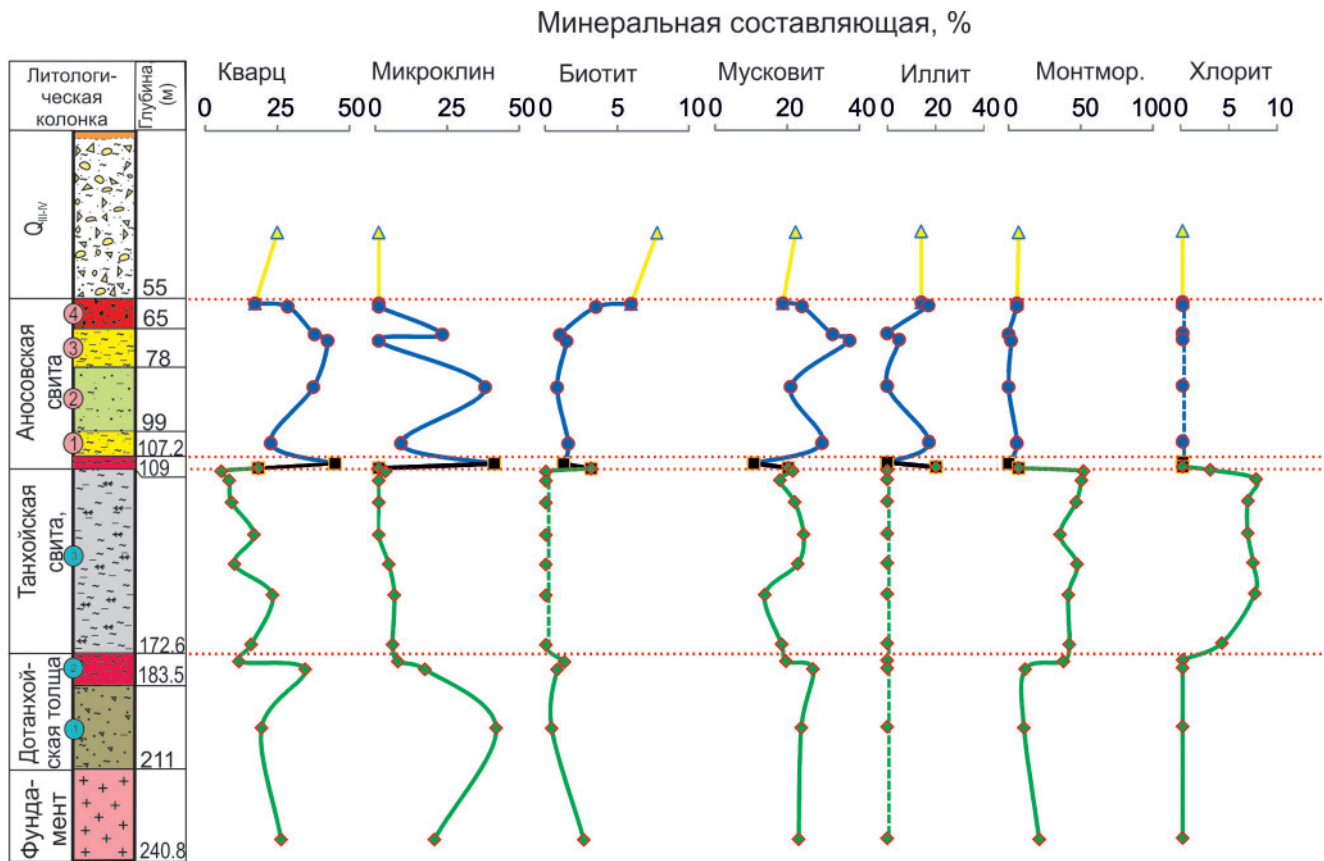 Минеральная составляющая, %
Литологи-
ческая
колонка
Глубина,
(м)
Кварц
Микроклин
Биотит
Мусковит
Иллит
Монтмор.
Хлорит
0 25 50
0 25 50
0 5 10
0 20 40
0 20 40
0 50 100
0 5 10
QIII-IV
55
Аносовская
свита
4
65
3
78
2
99
1
107.2
109
Танхойская
свита,
3
172.6
Дотанхой-
ская толща
2
183.5
1
211
Фунда-
мент
240.8